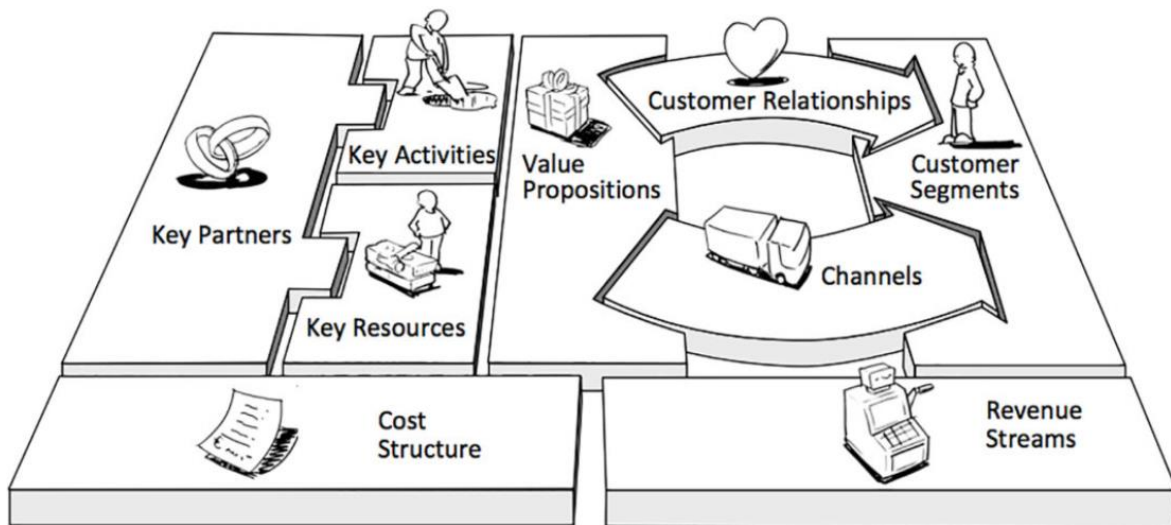 Key Partners
Key Activities
Key Resources
Value
Propositions
Customer Relationships
Channels
Customer
Segments
Cost
Structure
Revenue
Streams